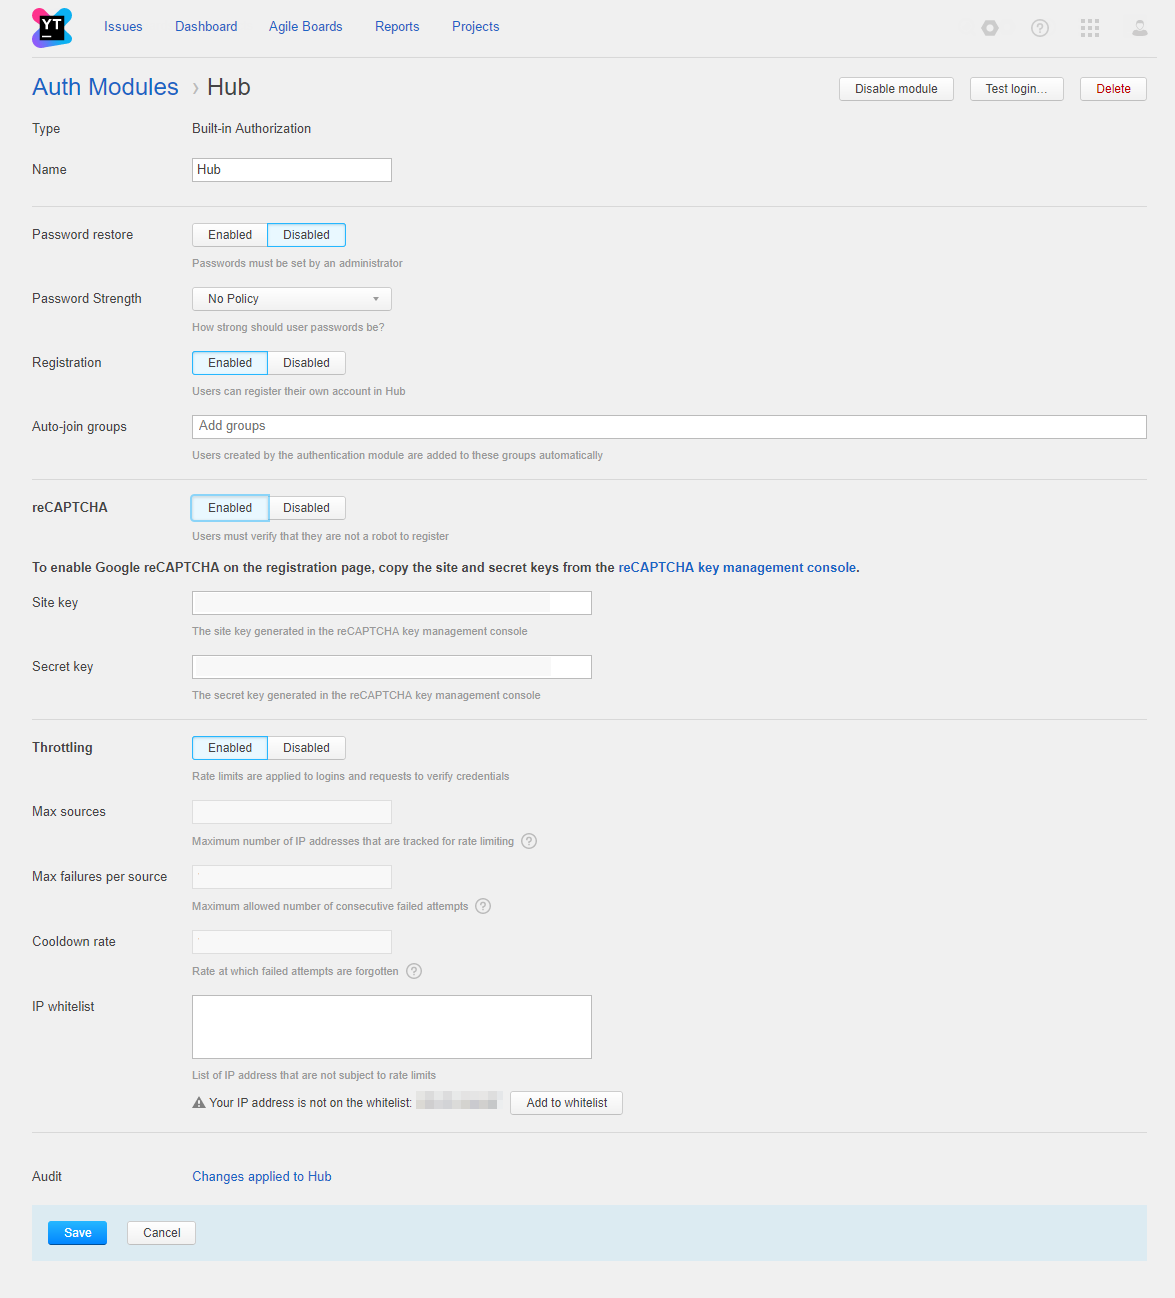 YT
Issues Dashboard Agile Boards Reports Projects
Auth Modules › Hub Disable module Test login… Delete
Type Built-in Authorization
Name Hub
Password restore Enabled Disabled
Passwords must be set by an administrator
Password Strength No Policy
How strong should user passwords be?
Registration Enabled Disabled
Users can register their own account in Hub
Auto-join groups Add groups
Users created by the authentication module are added to these groups automatically
reCAPTCHA Enabled Disabled
Users must verify that they are not a robot to register
To enable Google reCAPTCHA on the registration page, copy the site and secret keys from the reCAPTCHA key management console.
Site key
The site key generated in the reCAPTCHA key management console
Secret key
The secret key generated in the reCAPTCHA key management console
Throttling Enabled Disabled
Rate limits are applied to logins and requests to verify credentials
Max sources
Maximum number of IP addresses that are tracked for rate limiting ?
Max failures per source
Maximum allowed number of consecutive failed attempts ?
Cooldown rate
Rate at which failed attempts are forgotten ?
IP whitelist
List of IP address that are not subject to rate limits
Your IP address is not on the whitelist: Add to whitelist
Audit Changes applied to Hub
Save Cancel